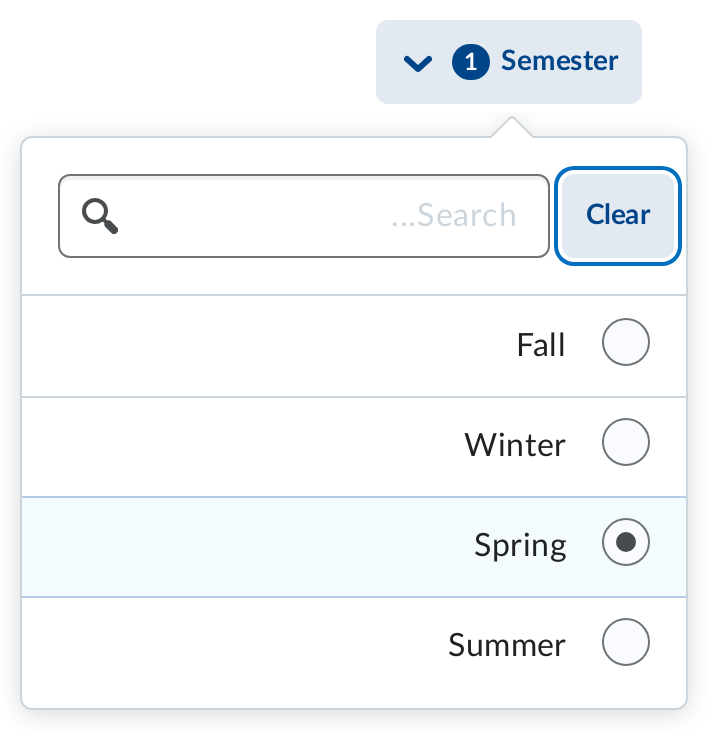 1 Semester
...Search
Clear
Fall
Winter
Spring
Summer